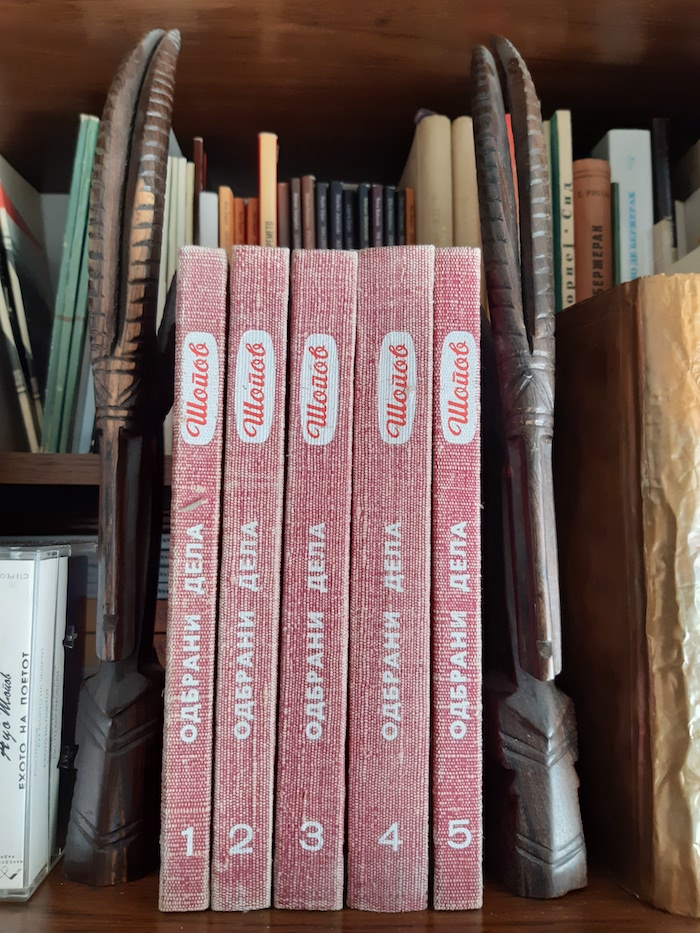 Шопов
ОДБРАНИ ДЕЛА
1
Шопов
ОДБРАНИ ДЕЛА
2
Шопов
ОДБРАНИ ДЕЛА
3
Шопов
ОДБРАНИ ДЕЛА
4
Шопов
ОДБРАНИ ДЕЛА
5
Ацо Шопов
ЕХОТО НА ПОЕТОТ
Сид
БЕРЖЕРАК